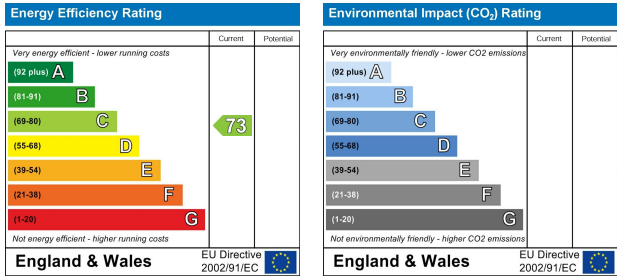 Energy Efficiency Rating
Current Potential
Very energy efficient - lower running costs
(92 plus) A
(81-91) B
(69-80) C
73
(55-68) D
(39-54) E
(21-38) F
(1-20) G
Not energy efficient - higher running costs
England & Wales
EU Directive
2002/91/EC
Environmental Impact (CO2) Rating
Current Potential
Very environmentally friendly - lower CO2 emissions
(92 plus) A
(81-91) B
(69-80) C
(55-68) D
(39-54) E
(21-38) F
(1-20) G
Not environmentally friendly - higher CO2 emissions
England & Wales
EU Directive
2002/91/EC